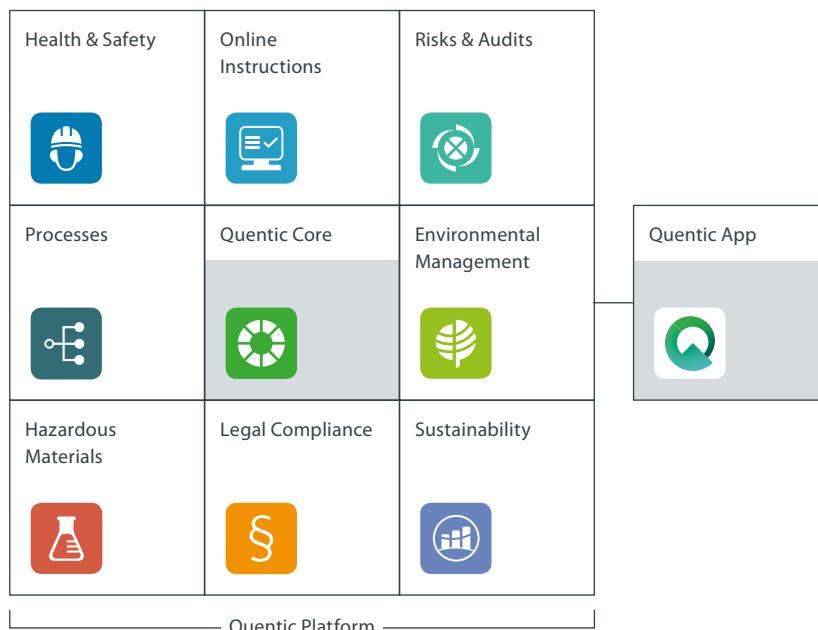 Health & Safety
Online
Instructions
Risks & Audits
Processes
Quentic Core
Environmental
Management
Quentic App
Hazardous
Materials
Legal Compliance
Sustainability
§
Quentic Platform